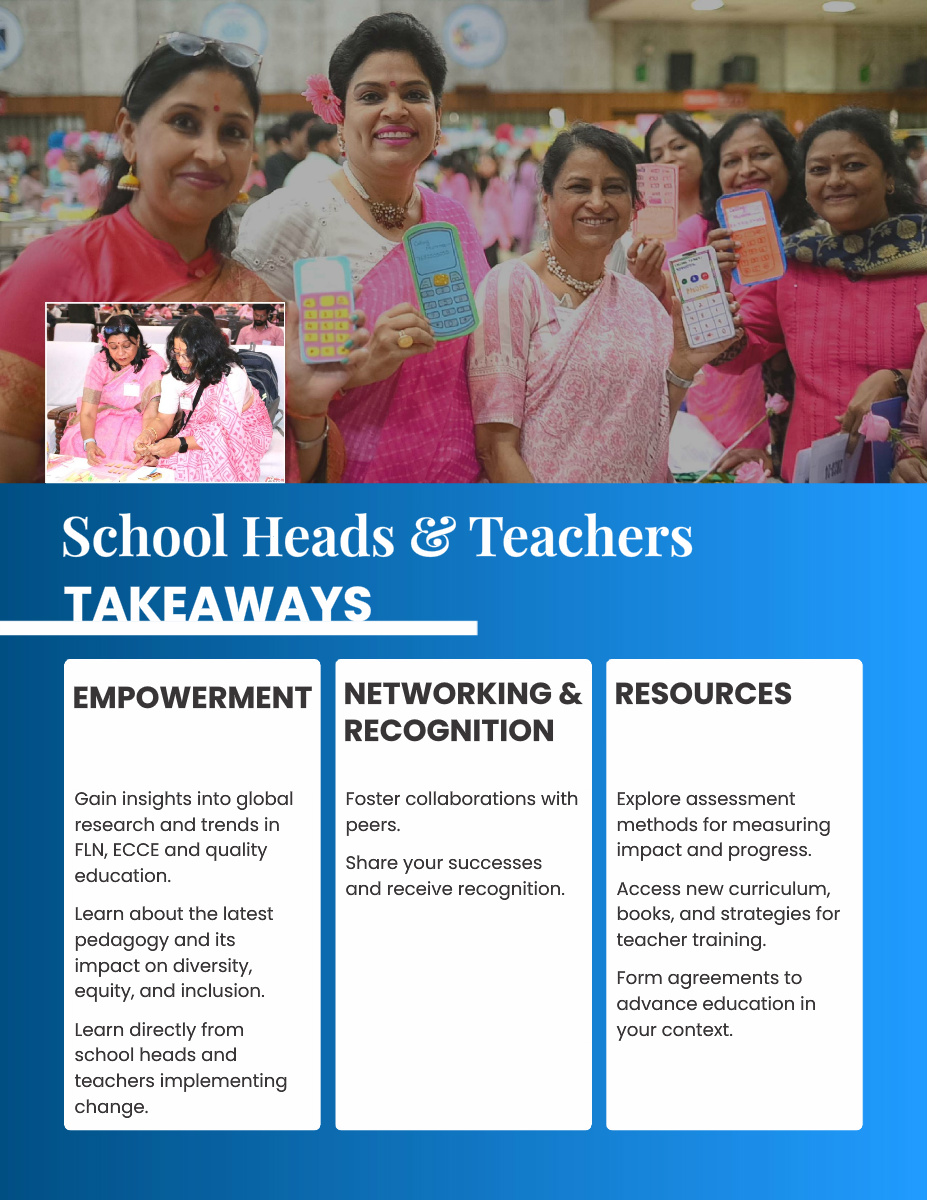 School Heads & Teachers
TAKEAWAYS
EMPOWERMENT
Gain insights into global
research and trends in
FLN, ECCE and quality
education.
Learn about the latest
pedagogy and its
impact on diversity,
equity, and inclusion.
Learn directly from
school heads and
teachers implementing
change.
NETWORKING &
RECOGNITION
Foster collaborations with
peers.
Share your successes
and receive recognition.
RESOURCES
Explore assessment
methods for measuring
impact and progress.
Access new curriculum,
books, and strategies for
teacher training.
Form agreements to
advance education in
your context.